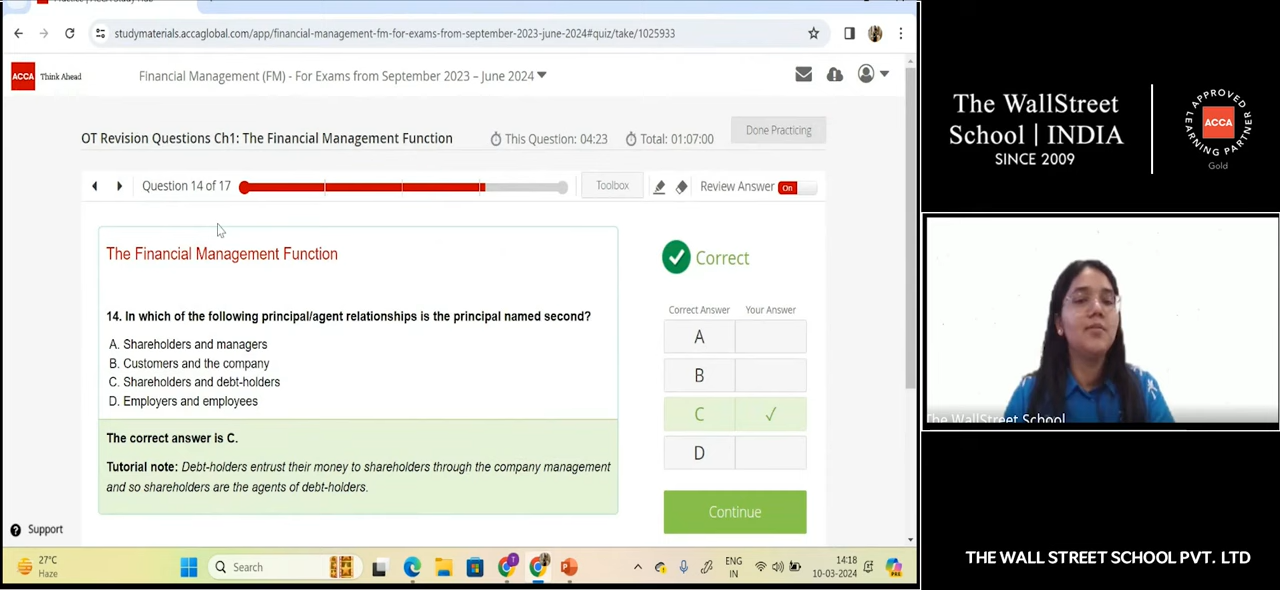 studymaterials.accaglobal.com/app/financial-management-fm-for-exams-from-september-2023-june-2024#quiz/take/1025933
ACCA
Think Ahead
Financial Management (FM) - For Exams from September 2023 – June 2024
OT Revision Questions Ch1: The Financial Management Function
This Question: 04:23
Total: 01:07:00
Done Practicing
Question 14 of 17
Toolbox
Review Answer
On
The Financial Management Function
14. In which of the following principal/agent relationships is the principal named second?
A. Shareholders and managers
B. Customers and the company
C. Shareholders and debt-holders
D. Employers and employees
The correct answer is C.
Tutorial note: Debt-holders entrust their money to shareholders through the company management
and so shareholders are the agents of debt-holders.
Correct
Correct Answer
Your Answer
A
B
C
D
Continue
Support
27°C
Haze
Search
ENG
IN
14:18
10-03-2024
The WallStreet
School | INDIA
SINCE 2009
APPROVED
LEARNING PARTNER
ACCA
Gold
The WallStreet School
THE WALL STREET SCHOOL PVT. LTD